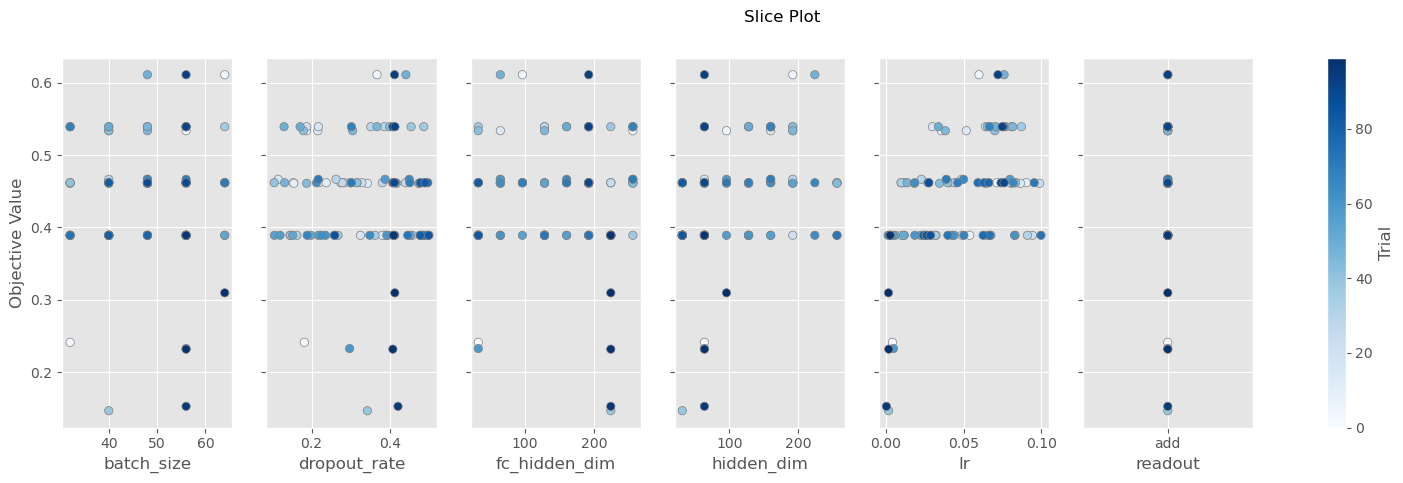 Slice Plot
Objective Value
0.6
0.5
0.4
0.3
0.2
40 50 60
batch_size
0.2 0.4
dropout_rate
100 200
fc_hidden_dim
100 200
hidden_dim
0.00 0.05 0.10
lr
add
readout
80
60
40
20
0
Trial